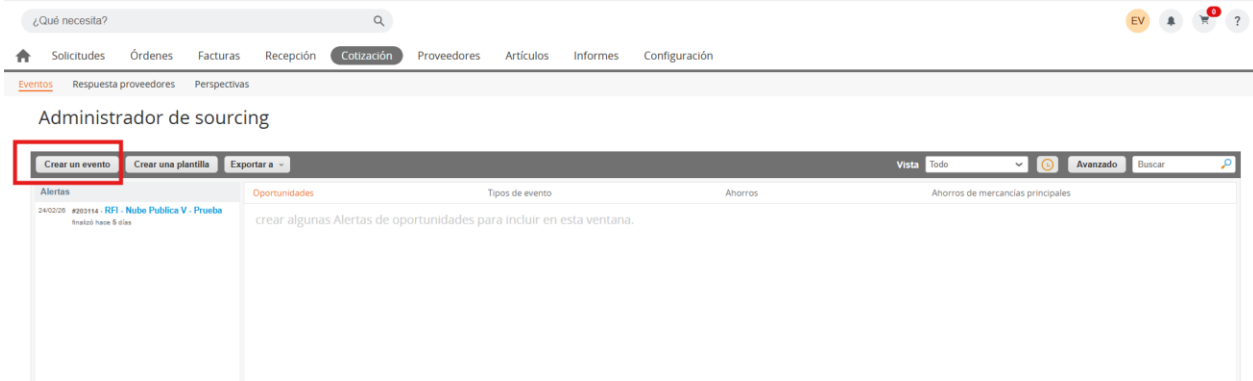 ¿Qué necesita?
EV
0
?
Solicitudes Órdenes Facturas Recepción Cotización Proveedores Artículos Informes Configuración
Eventos Respuesta proveedores Perspectivas
Administrador de sourcing
Crear un evento Crear una plantilla Exportar a Vista Todo Avanzado Buscar
Alertas Oportunidades Tipos de evento Ahorros Ahorros de mercancías principales
24/02/26 #203114 - RFI - Nube Publica V - Prueba
finalizó hace 5 días
crear algunas Alertas de oportunidades para incluir en esta ventana.